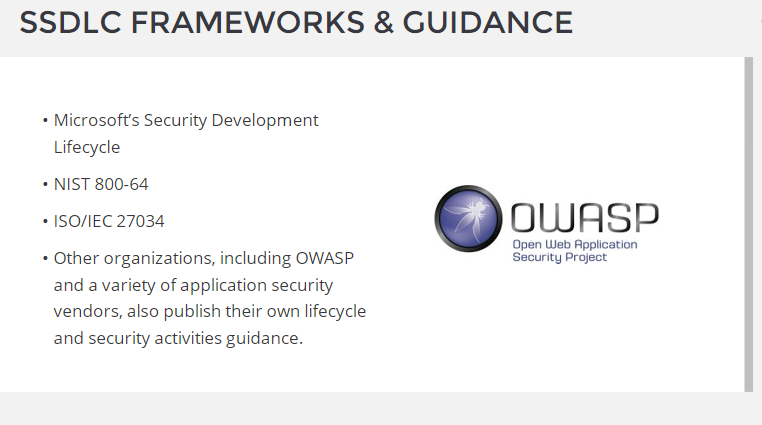 SSDLC FRAMEWORKS & GUIDANCE
• Microsoft’s Security Development
Lifecycle
• NIST 800-64
• ISO/IEC 27034
• Other organizations, including OWASP
and a variety of application security
vendors, also publish their own lifecycle
and security activities guidance.
OWASP
Open Web Application
Security Project